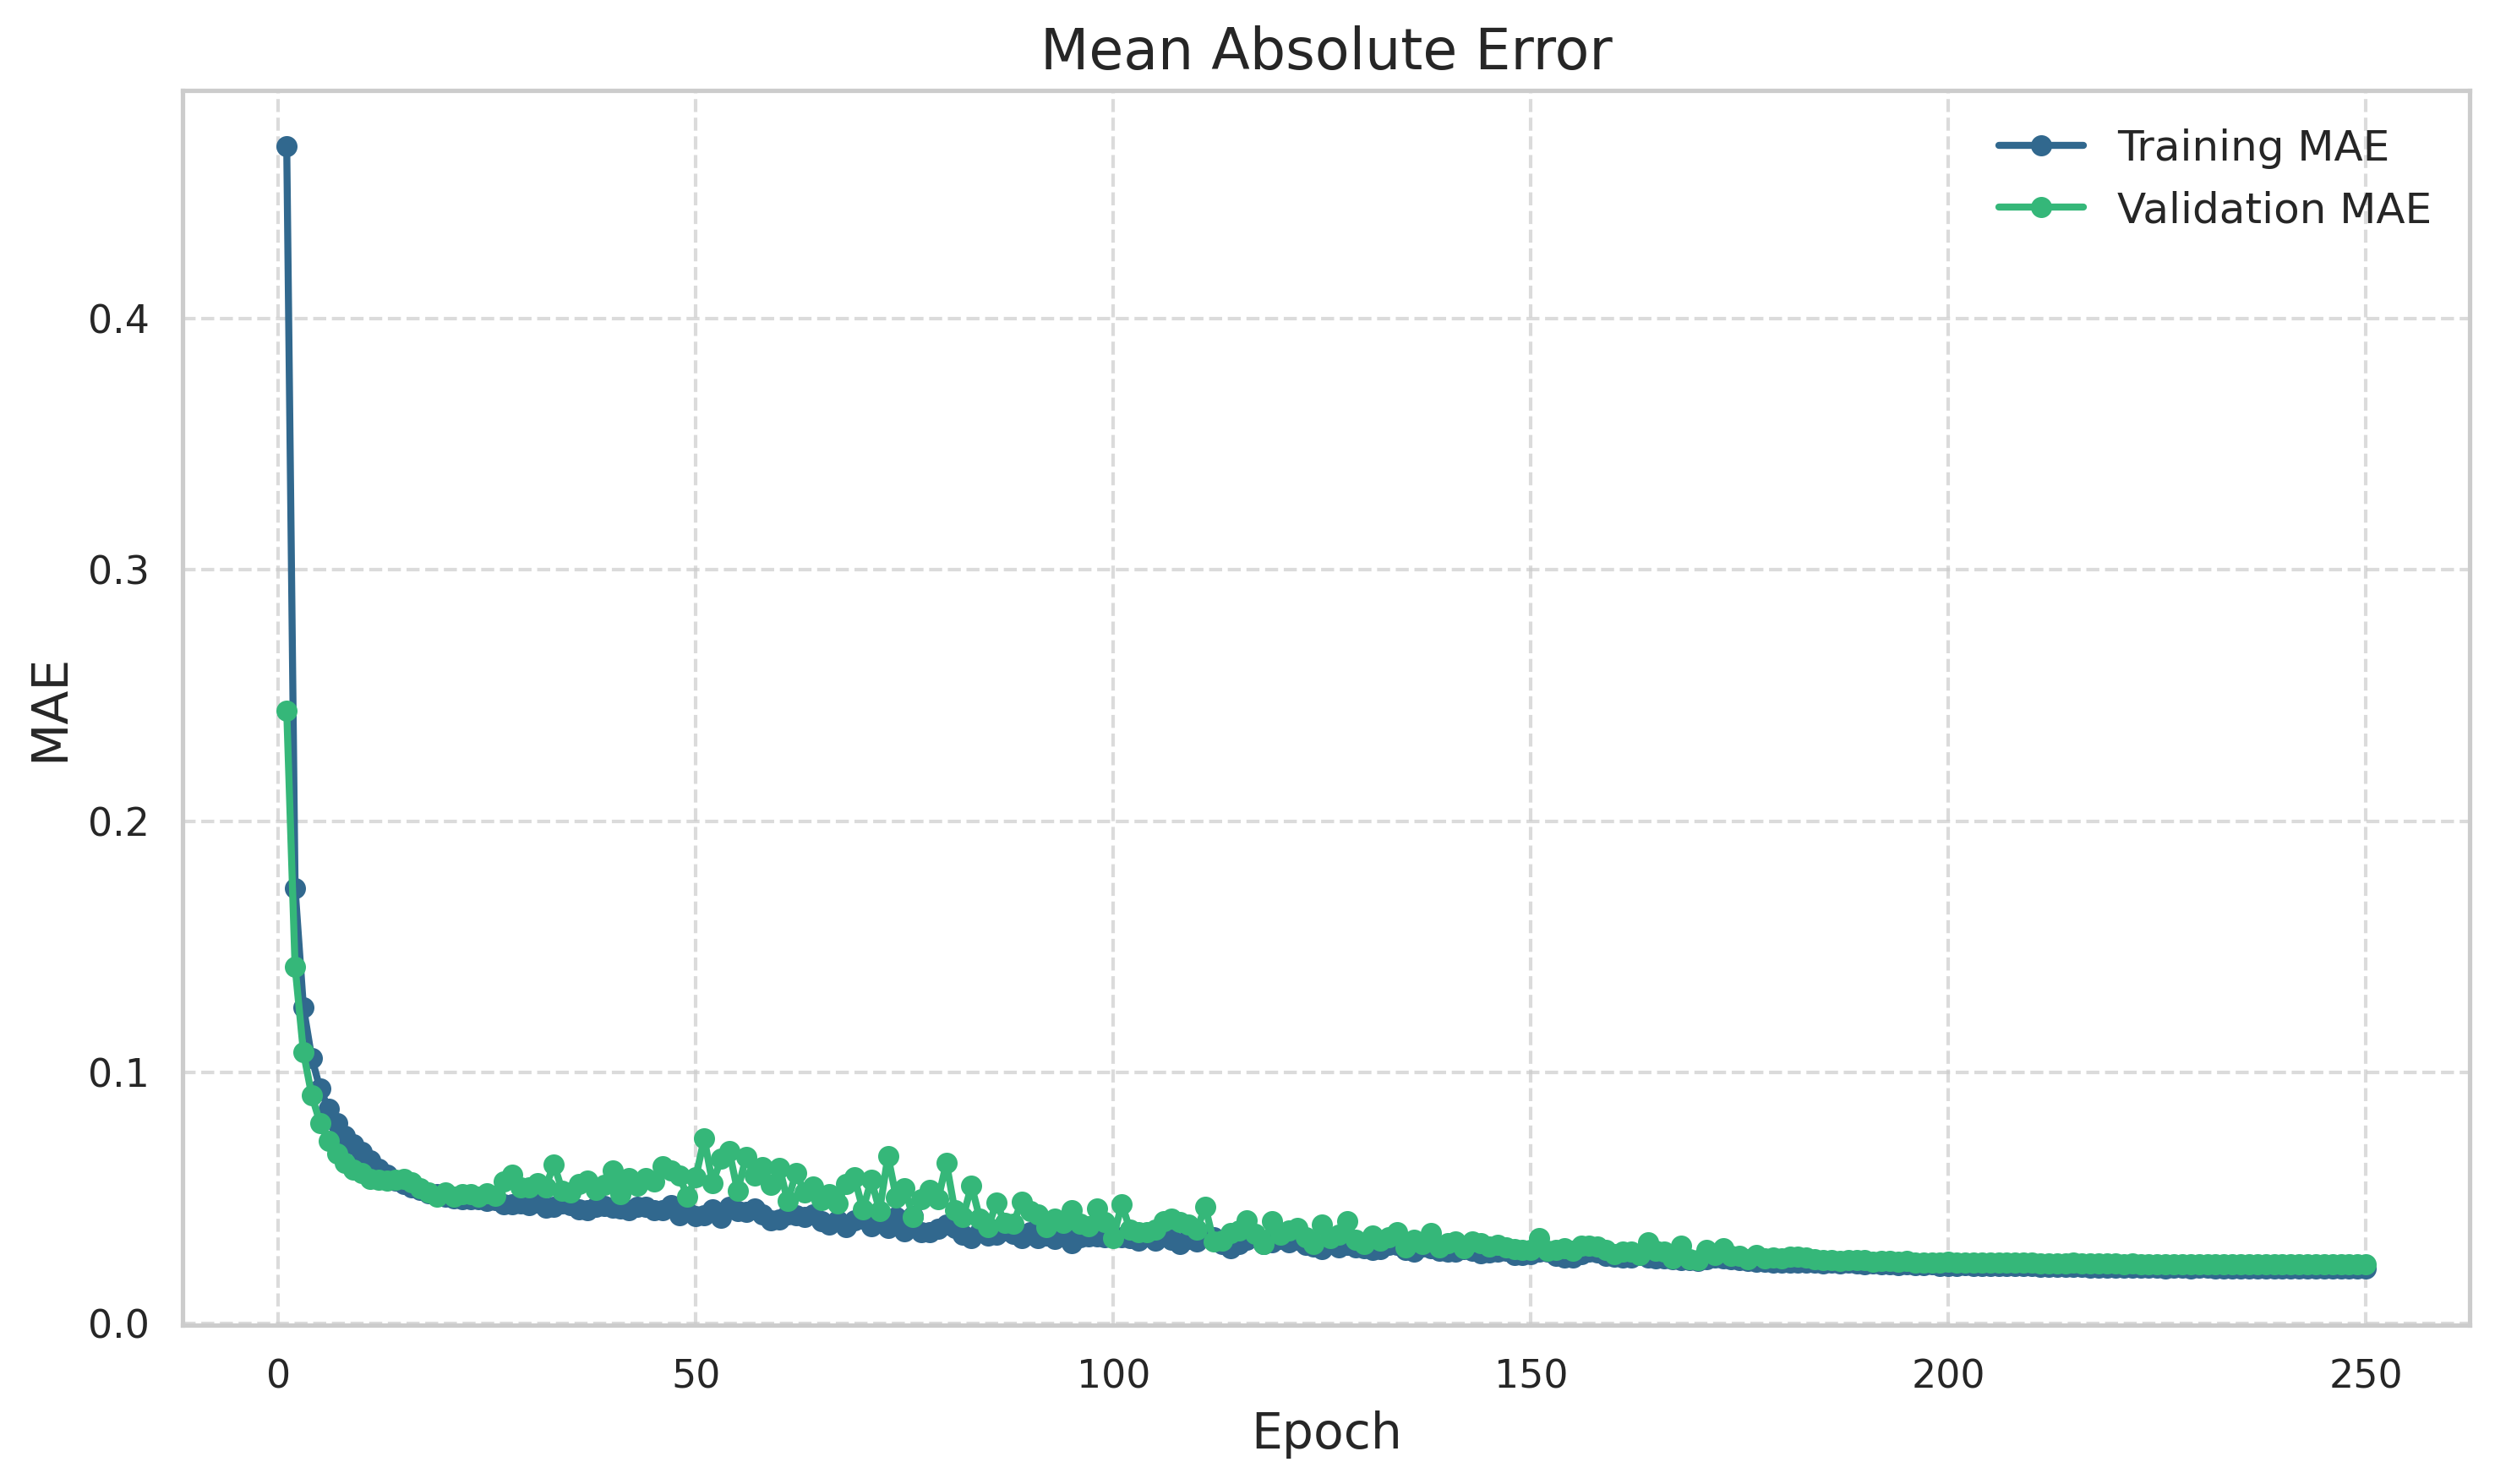 Mean Absolute Error
Training MAE
Validation MAE
MAE
0.4
0.3
0.2
0.1
0.0
0 50 100 150 200 250
Epoch